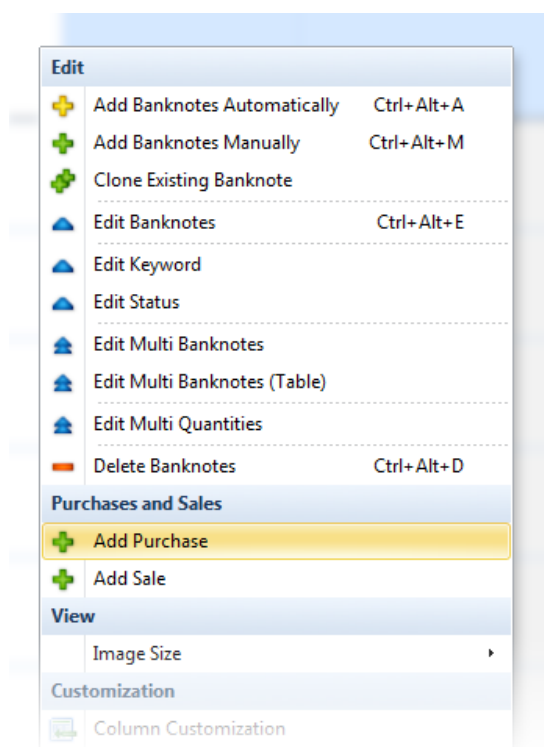 Edit
Add Banknotes Automatically Ctrl+Alt+A
Add Banknotes Manually Ctrl+Alt+M
Clone Existing Banknote
Edit Banknotes Ctrl+Alt+E
Edit Keyword
Edit Status
Edit Multi Banknotes
Edit Multi Banknotes (Table)
Edit Multi Quantities
Delete Banknotes Ctrl+Alt+D
Purchases and Sales
Add Purchase
Add Sale
View
Image Size
Customization
Column Customization